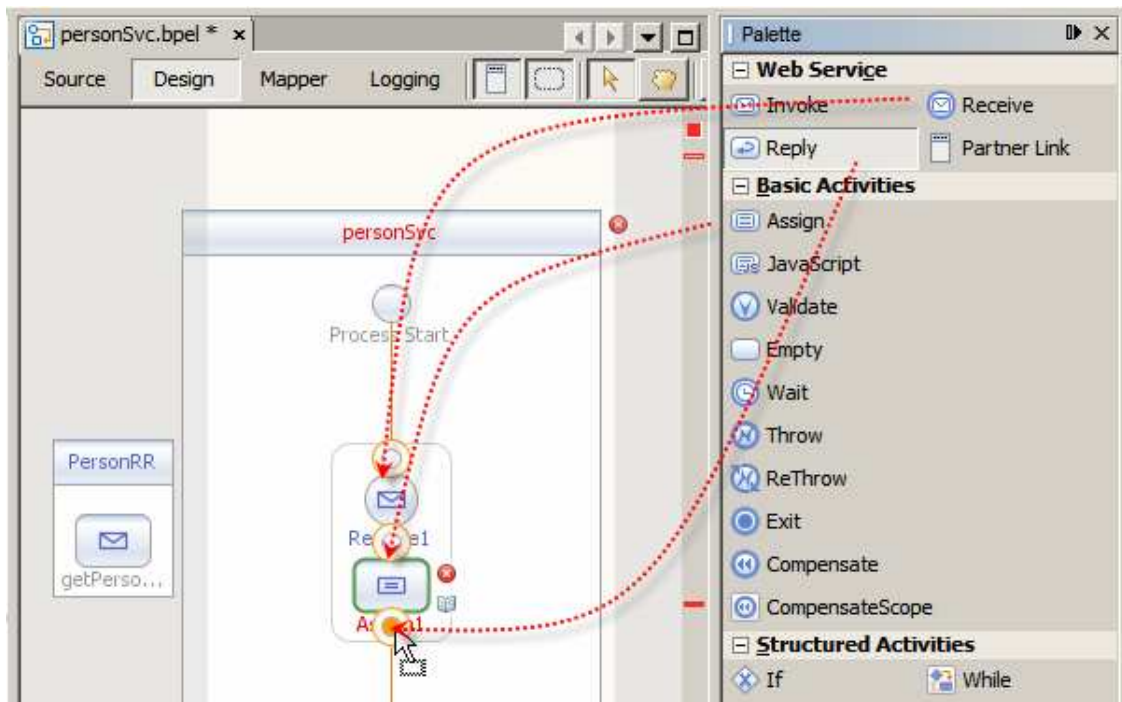 personSvc.bpel *
Source Design Mapper Logging
personSvc
Process Start
PersonRR
getPerso...
Palette
Web Service
Invoke Receive
Reply Partner Link
Basic Activities
Assign
JavaScript
Validate
Empty
Wait
Throw
ReThrow
Exit
Compensate
CompensateScope
Structured Activities
If While